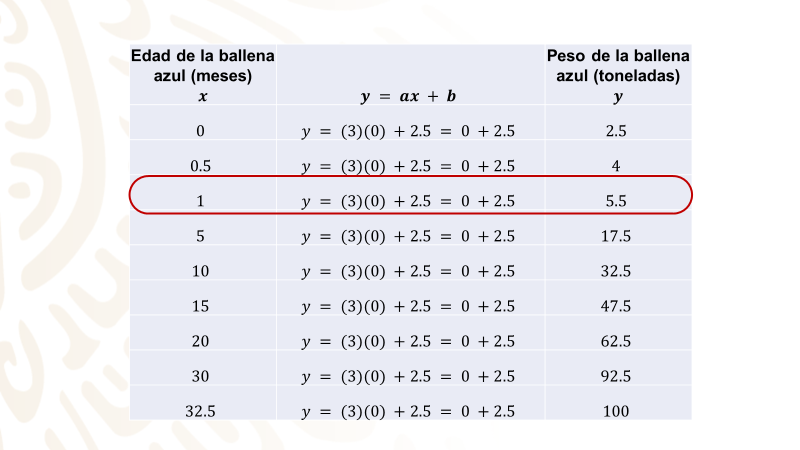 Edad de la ballena azul (meses) x | y = ax + b | Peso de la ballena azul (toneladas) y
0 | y = (3)(0) + 2.5 = 0 + 2.5 | 2.5
0.5 | y = (3)(0) + 2.5 = 0 + 2.5 | 4
1 | y = (3)(0) + 2.5 = 0 + 2.5 | 5.5
5 | y = (3)(0) + 2.5 = 0 + 2.5 | 17.5
10 | y = (3)(0) + 2.5 = 0 + 2.5 | 32.5
15 | y = (3)(0) + 2.5 = 0 + 2.5 | 47.5
20 | y = (3)(0) + 2.5 = 0 + 2.5 | 62.5
30 | y = (3)(0) + 2.5 = 0 + 2.5 | 92.5
32.5 | y = (3)(0) + 2.5 = 0 + 2.5 | 100